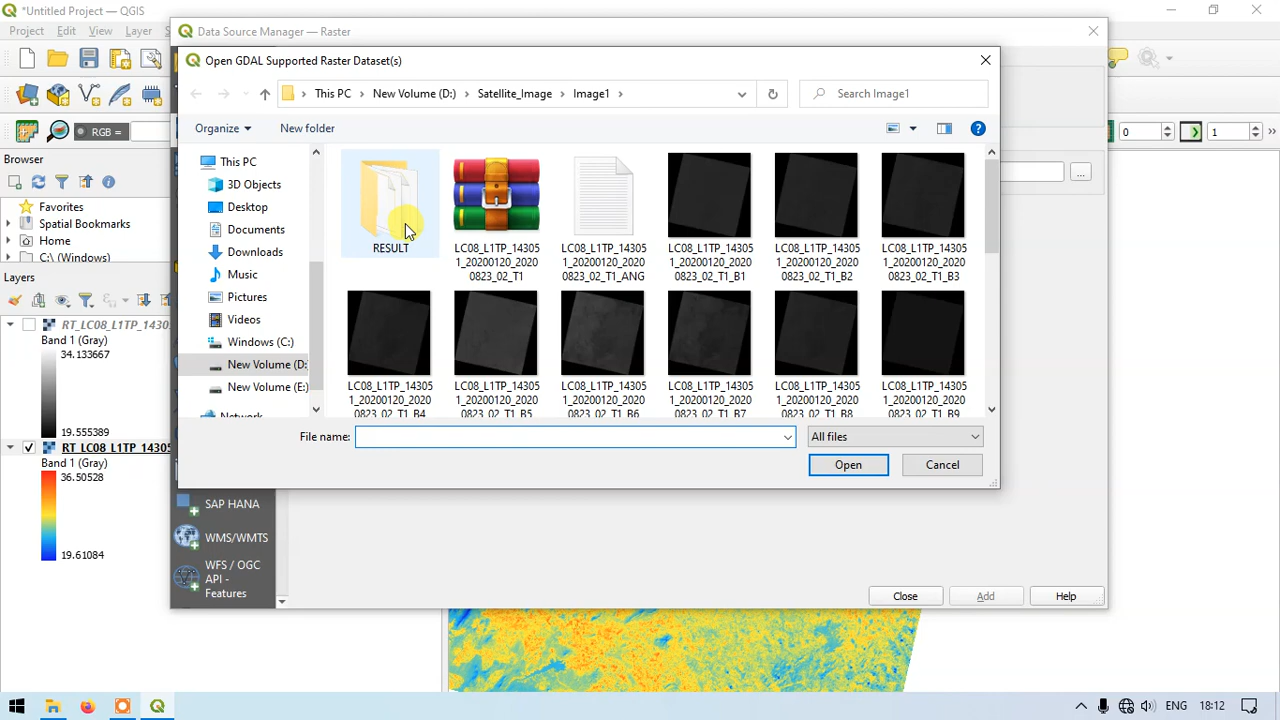 *Untitled Project — QGIS
Project Edit View Layer
Data Source Manager — Raster
Open GDAL Supported Raster Dataset(s)
This PC New Volume (D:) Satellite_Image Image1
Search Image1
Organize New folder
RGB =
0
1
Browser
Favorites
Spatial Bookmarks
Home
C:\ (Windows)
Layers
RT_LC08_L1TP_14305
Band 1 (Gray)
34.133667
19.555389
RT_LC08_L1TP_14305
Band 1 (Gray)
36.50528
19.61084
This PC
3D Objects
Desktop
Documents
Downloads
Music
Pictures
Videos
Windows (C:)
New Volume (D:
New Volume (E:)
Network
RESULT
LC08_L1TP_14305
1_20200120_2020
0823_02_T1
LC08_L1TP_14305
1_20200120_2020
0823_02_T1_ANG
LC08_L1TP_14305
1_20200120_2020
0823_02_T1_B1
LC08_L1TP_14305
1_20200120_2020
0823_02_T1_B2
LC08_L1TP_14305
1_20200120_2020
0823_02_T1_B3
LC08_L1TP_14305
1_20200120_2020
0823_02_T1_B4
LC08_L1TP_14305
1_20200120_2020
0823_02_T1_B5
LC08_L1TP_14305
1_20200120_2020
0823_02_T1_B6
LC08_L1TP_14305
1_20200120_2020
0823_02_T1_B7
LC08_L1TP_14305
1_20200120_2020
0823_02_T1_B8
LC08_L1TP_14305
1_20200120_2020
0823_02_T1_B9
File name:
All files
Open
Cancel
...
SAP HANA
WMS/WMTS
WFS / OGC
API -
Features
Close
Add
Help
ENG
18:12